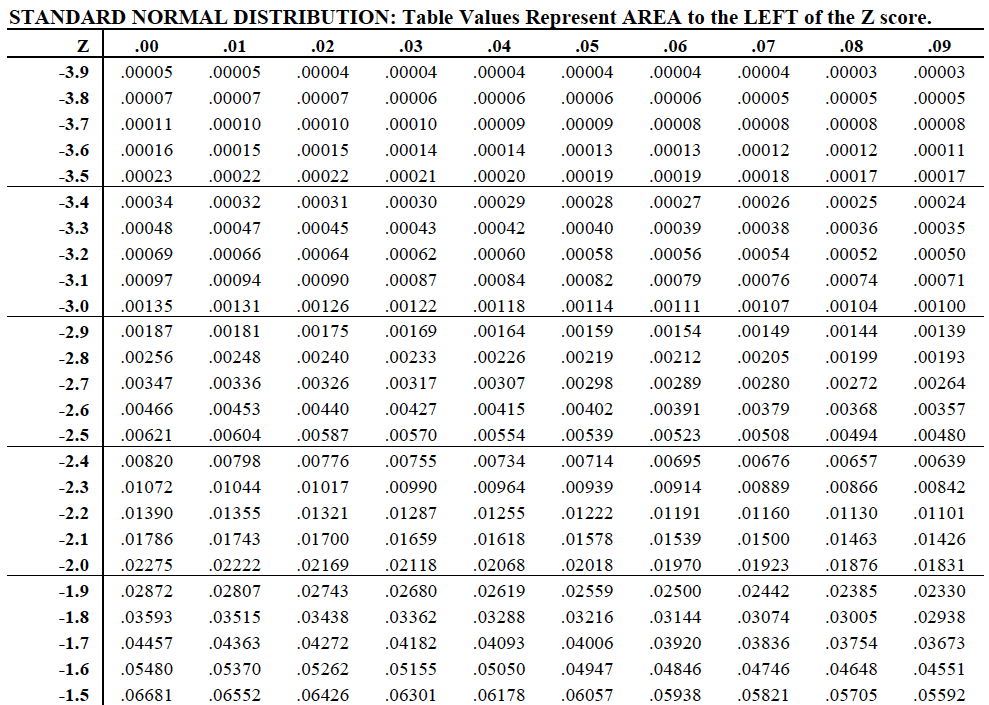 STANDARD NORMAL DISTRIBUTION: Table Values Represent AREA to the LEFT of the Z score.
Z .00 .01 .02 .03 .04 .05 .06 .07 .08 .09
-3.9 .00005 .00005 .00004 .00004 .00004 .00004 .00004 .00004 .00003 .00003
-3.8 .00007 .00007 .00007 .00006 .00006 .00006 .00006 .00005 .00005 .00005
-3.7 .00011 .00010 .00010 .00010 .00009 .00009 .00008 .00008 .00008 .00008
-3.6 .00016 .00015 .00015 .00014 .00014 .00013 .00013 .00012 .00012 .00011
-3.5 .00023 .00022 .00022 .00021 .00020 .00019 .00019 .00018 .00017 .00017
-3.4 .00034 .00032 .00031 .00030 .00029 .00028 .00027 .00026 .00025 .00024
-3.3 .00048 .00047 .00045 .00043 .00042 .00040 .00039 .00038 .00036 .00035
-3.2 .00069 .00066 .00064 .00062 .00060 .00058 .00056 .00054 .00052 .00050
-3.1 .00097 .00094 .00090 .00087 .00084 .00082 .00079 .00076 .00074 .00071
-3.0 .00135 .00131 .00126 .00122 .00118 .00114 .00111 .00107 .00104 .00100
-2.9 .00187 .00181 .00175 .00169 .00164 .00159 .00154 .00149 .00144 .00139
-2.8 .00256 .00248 .00240 .00233 .00226 .00219 .00212 .00205 .00199 .00193
-2.7 .00347 .00336 .00326 .00317 .00307 .00298 .00289 .00280 .00272 .00264
-2.6 .00466 .00453 .00440 .00427 .00415 .00402 .00391 .00379 .00368 .00357
-2.5 .00621 .00604 .00587 .00570 .00554 .00539 .00523 .00508 .00494 .00480
-2.4 .00820 .00798 .00776 .00755 .00734 .00714 .00695 .00676 .00657 .00639
-2.3 .01072 .01044 .01017 .00990 .00964 .00939 .00914 .00889 .00866 .00842
-2.2 .01390 .01355 .01321 .01287 .01255 .01222 .01191 .01160 .01130 .01101
-2.1 .01786 .01743 .01700 .01659 .01618 .01578 .01539 .01500 .01463 .01426
-2.0 .02275 .02222 .02169 .02118 .02068 .02018 .01970 .01923 .01876 .01831
-1.9 .02872 .02807 .02743 .02680 .02619 .02559 .02500 .02442 .02385 .02330
-1.8 .03593 .03515 .03438 .03362 .03288 .03216 .03144 .03074 .03005 .02938
-1.7 .04457 .04363 .04272 .04182 .04093 .04006 .03920 .03836 .03754 .03673
-1.6 .05480 .05370 .05262 .05155 .05050 .04947 .04846 .04746 .04648 .04551
-1.5 .06681 .06552 .06426 .06301 .06178 .06057 .05938 .05821 .05705 .05592